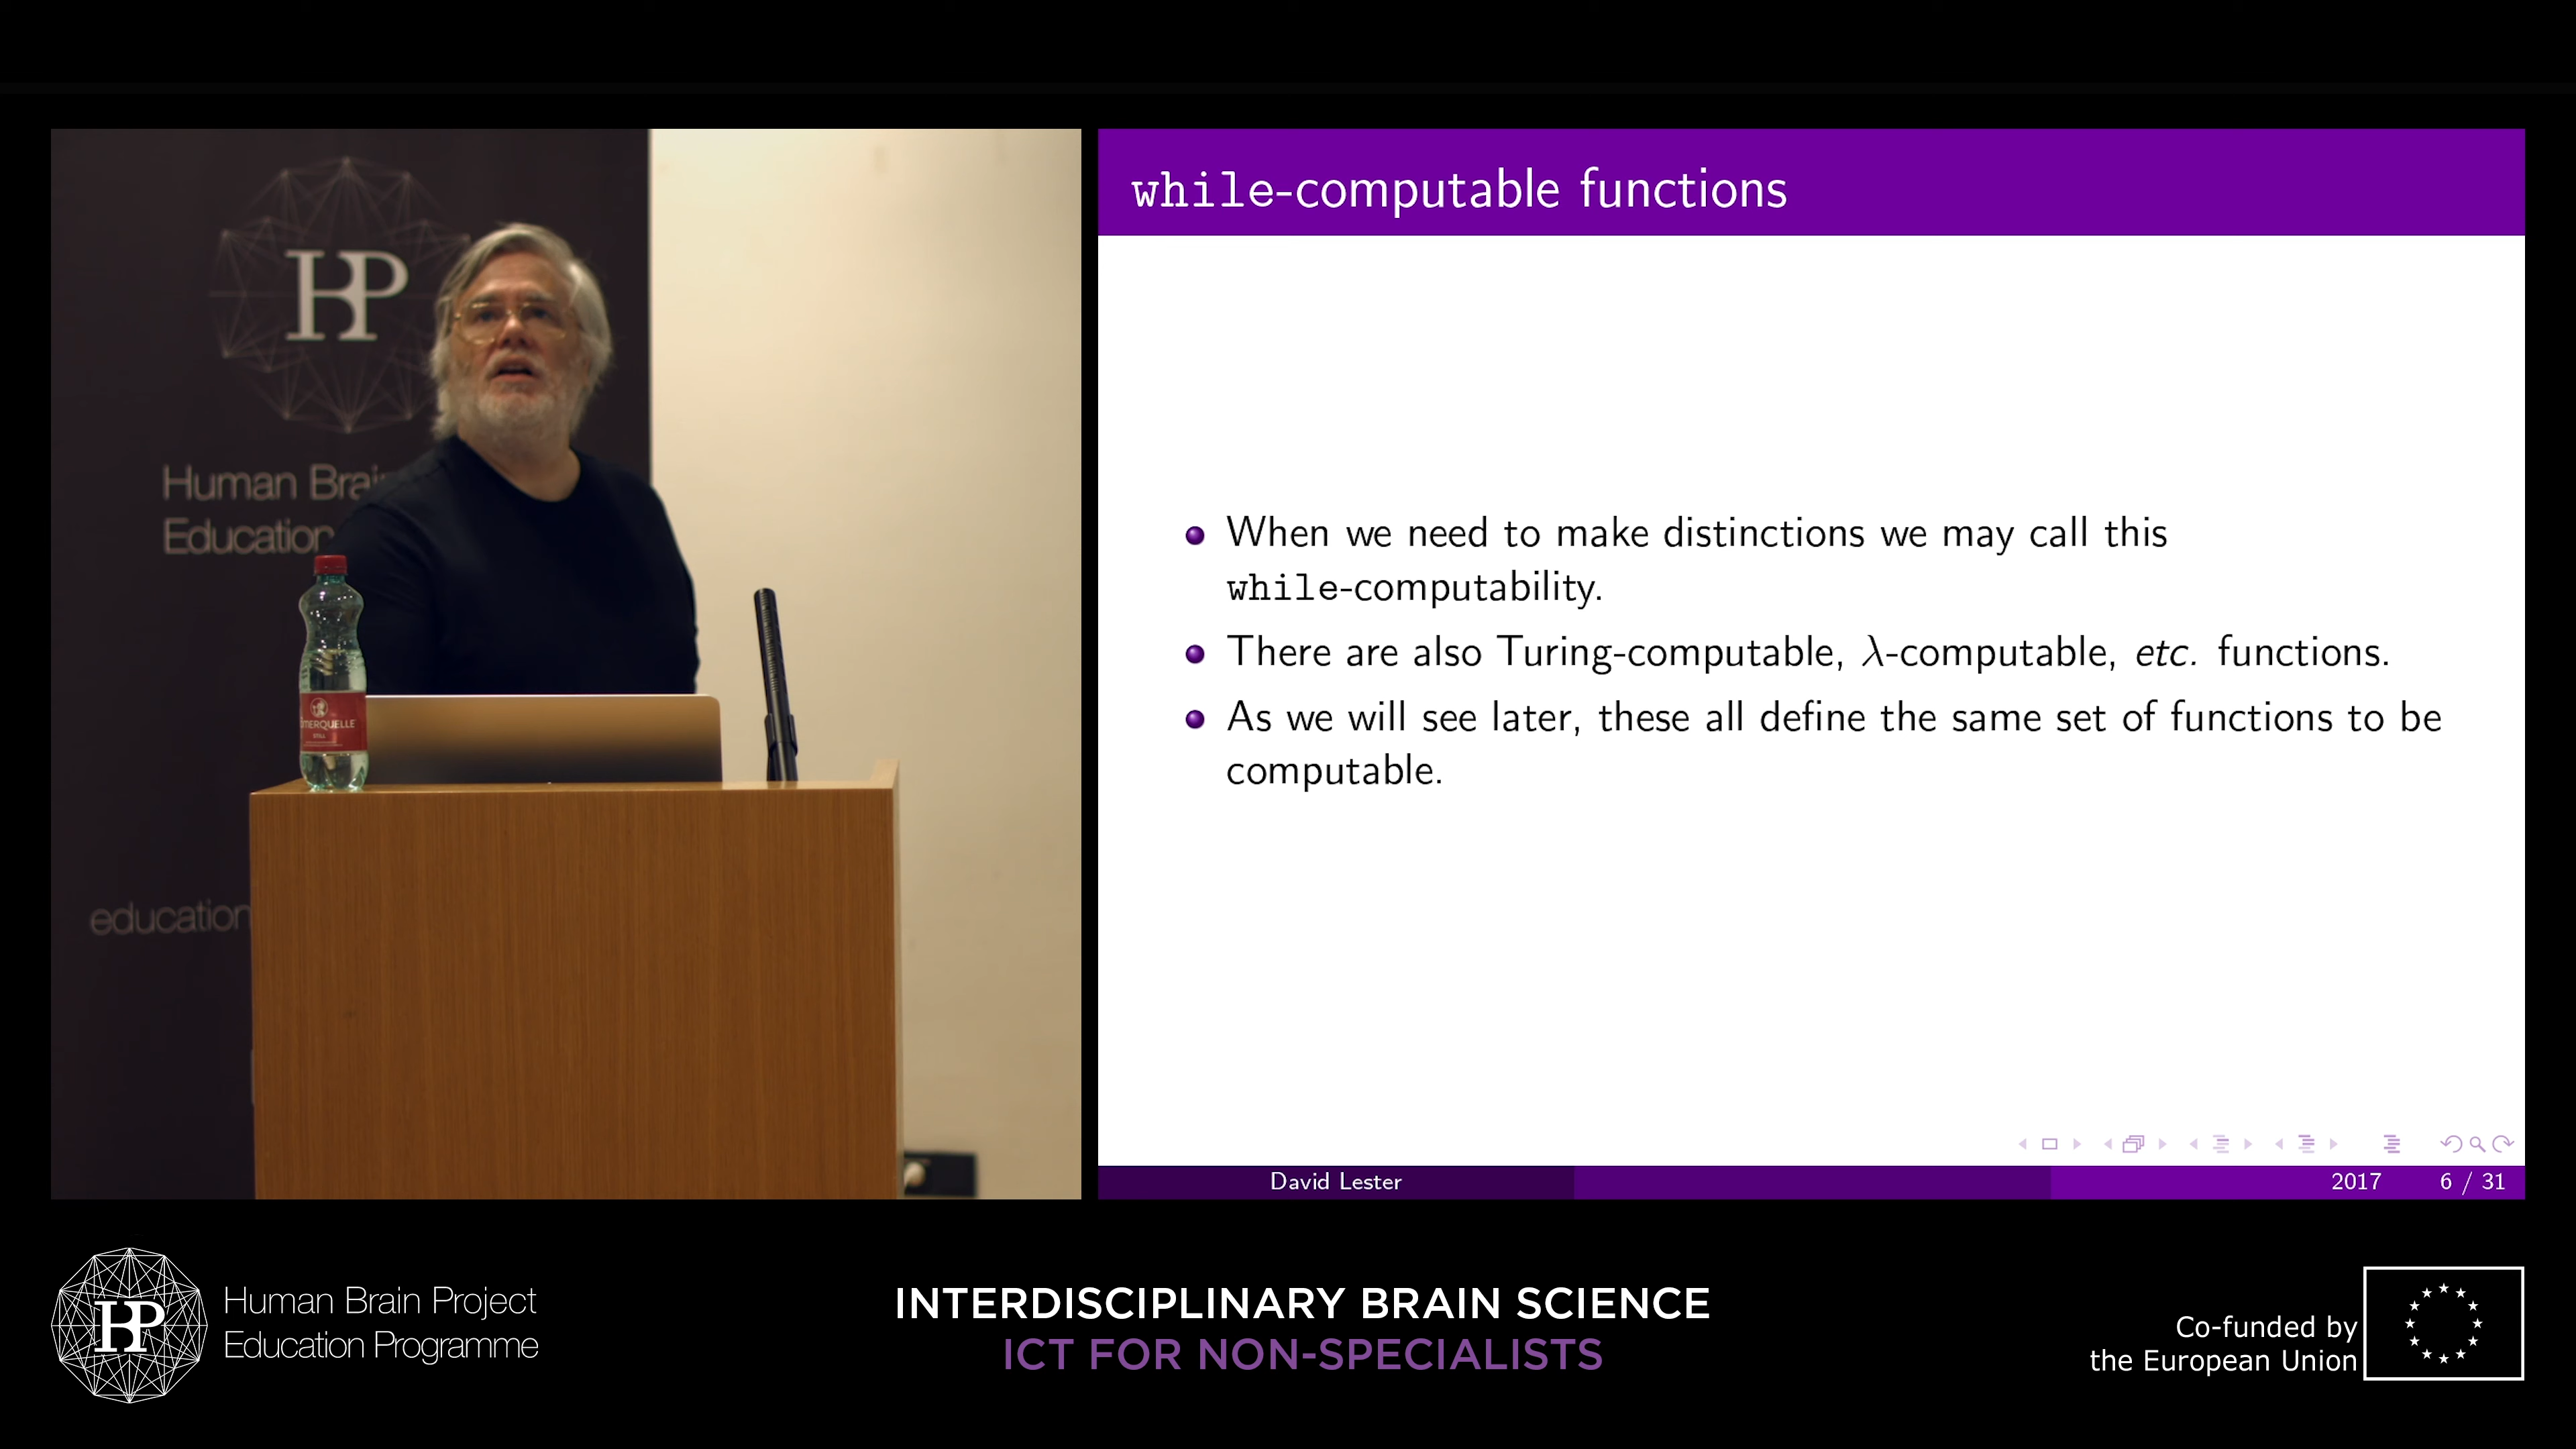 HP
Human Brai
Education
education
MERQUELLE
STILL
while-computable functions
When we need to make distinctions we may call this
while-computability.
There are also Turing-computable, λ-computable, etc. functions.
As we will see later, these all define the same set of functions to be
computable.
David Lester
2017
6 / 31
HP
Human Brain Project
Education Programme
INTERDISCIPLINARY BRAIN SCIENCE
ICT FOR NON-SPECIALISTS
Co-funded by
the European Union